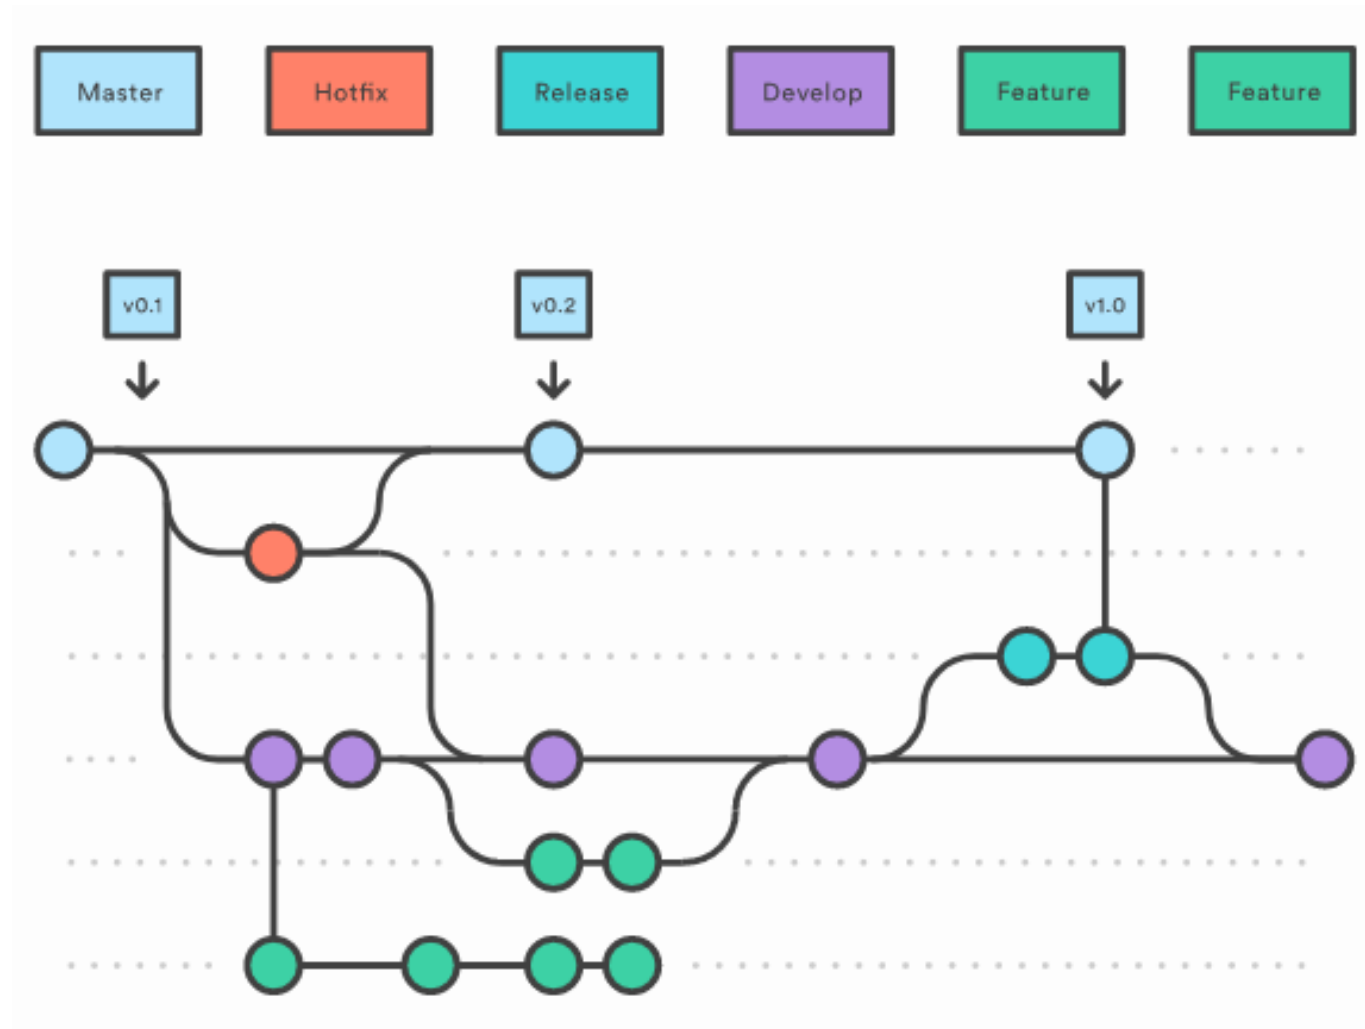 Master
Hotfix
Release
Develop
Feature
Feature
v0.1
v0.2
v1.0